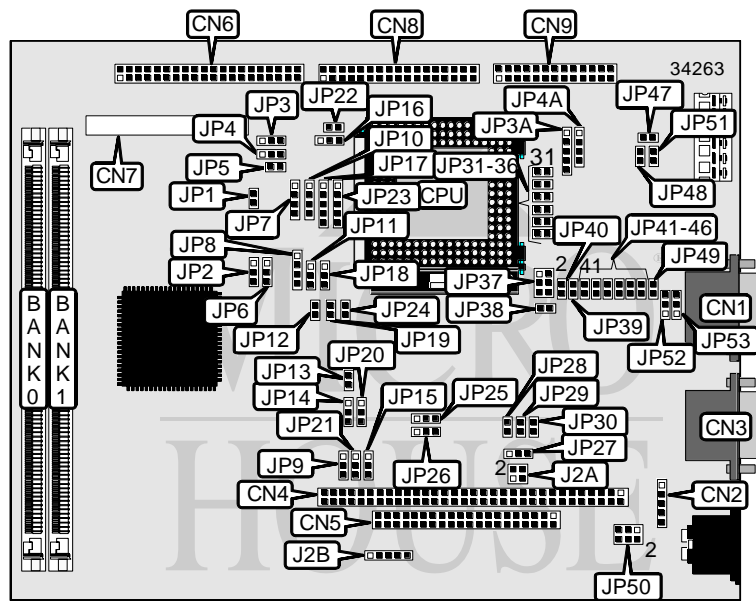 CN6
CN8
CN9
34263
JP22
JP3
JP16
JP4A
JP47
JP4
JP10
JP3A
JP51
JP5
JP17
JP31-36
31
CN7
JP1
JP23
CPU
JP48
JP7
JP11
JP40
JP41-46
JP8
JP2
JP18
JP37
2
41
JP49
CN1
JP6
JP24
JP38
JP39
JP12
JP19
JP52
JP53
BANK0
BANK1
MICRO
HOUSE
JP20
JP13
JP28
JP14
JP15
JP25
JP29
JP21
JP30
CN3
JP27
JP9
JP26
2
J2A
CN4
CN2
CN5
J2B
2
JP50